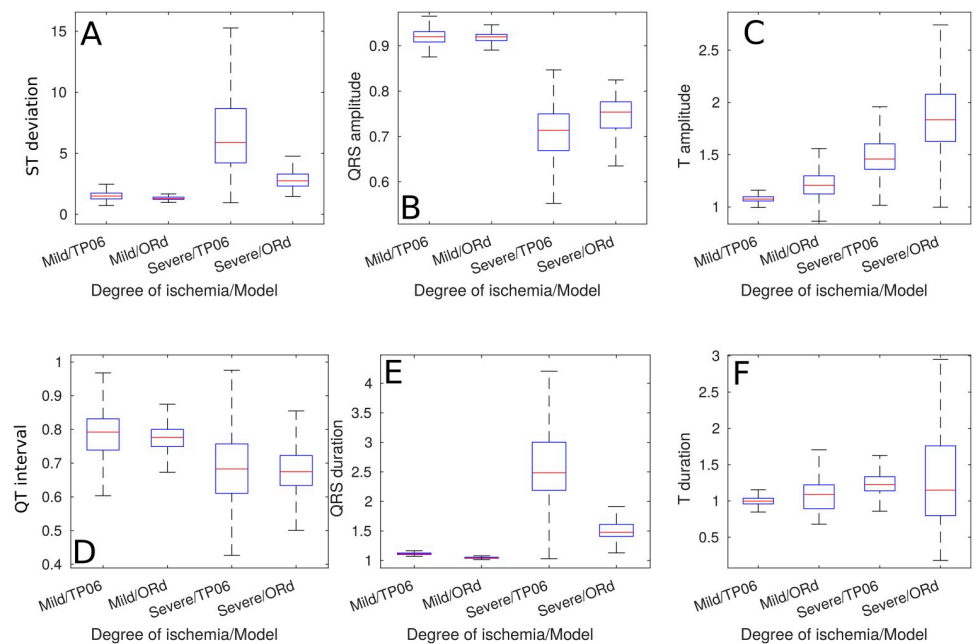 A
ST deviation
15
10
5
0
Mild/TP06
Mild/ORd
Severe/TP06
Severe/ORd
Degree of ischemia/Model
B
QRS amplitude
0.9
0.8
0.7
0.6
Mild/TP06
Mild/ORd
Severe/TP06
Severe/ORd
Degree of ischemia/Model
C
T amplitude
2.5
2
1.5
1
Mild/TP06
Mild/ORd
Severe/TP06
Severe/ORd
Degree of ischemia/Model
D
QT interval
1
0.9
0.8
0.7
0.6
0.5
0.4
Mild/TP06
Mild/ORd
Severe/TP06
Severe/ORd
Degree of ischemia/Model
E
QRS duration
4
3.5
3
2.5
2
1.5
1
Mild/TP06
Mild/ORd
Severe/TP06
Severe/ORd
Degree of ischemia/Model
F
T duration
3
2.5
2
1.5
1
0.5
Mild/TP06
Mild/ORd
Severe/TP06
Severe/ORd
Degree of ischemia/Model